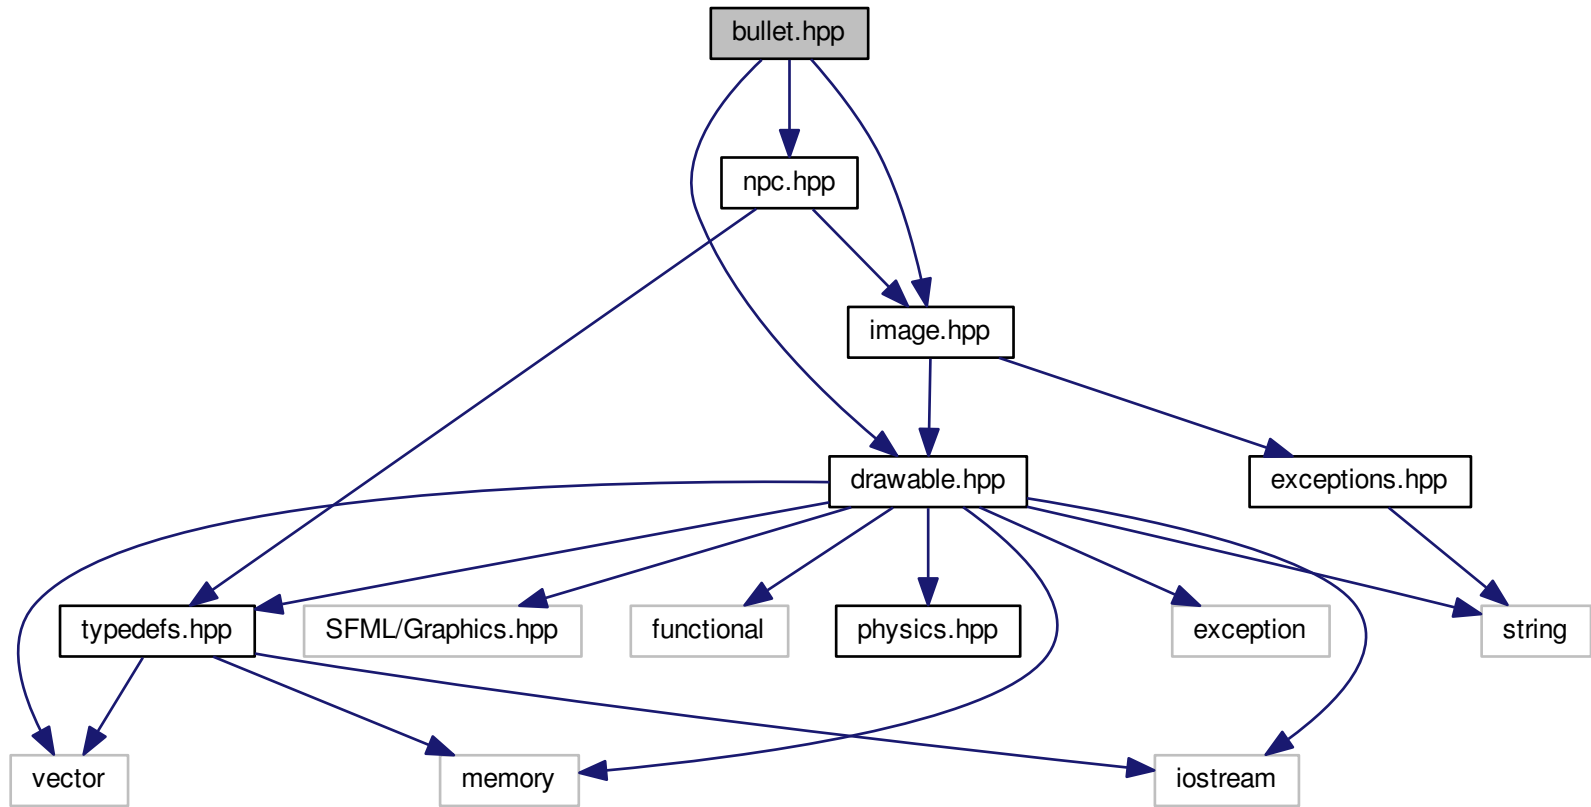 bullet.hpp
npc.hpp
image.hpp
drawable.hpp
exceptions.hpp
typedefs.hpp
SFML/Graphics.hpp
functional
physics.hpp
exception
string
vector
memory
iostream